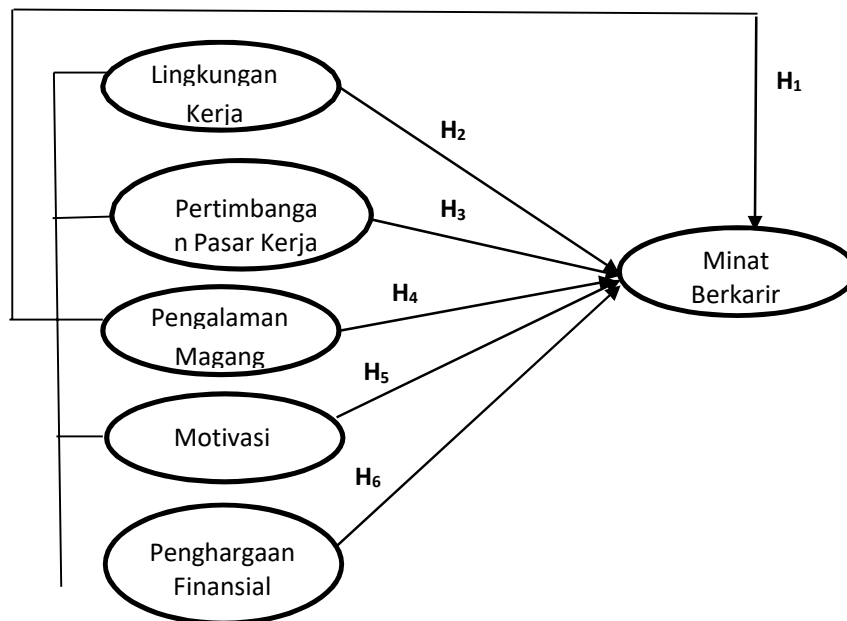 Lingkungan
Kerja
H1
H2
Pertimbanga
n Pasar Kerja
H3
Minat
Berkarir
Pengalaman
Magang
H4
H5
Motivasi
H6
Penghargaan
Finansial